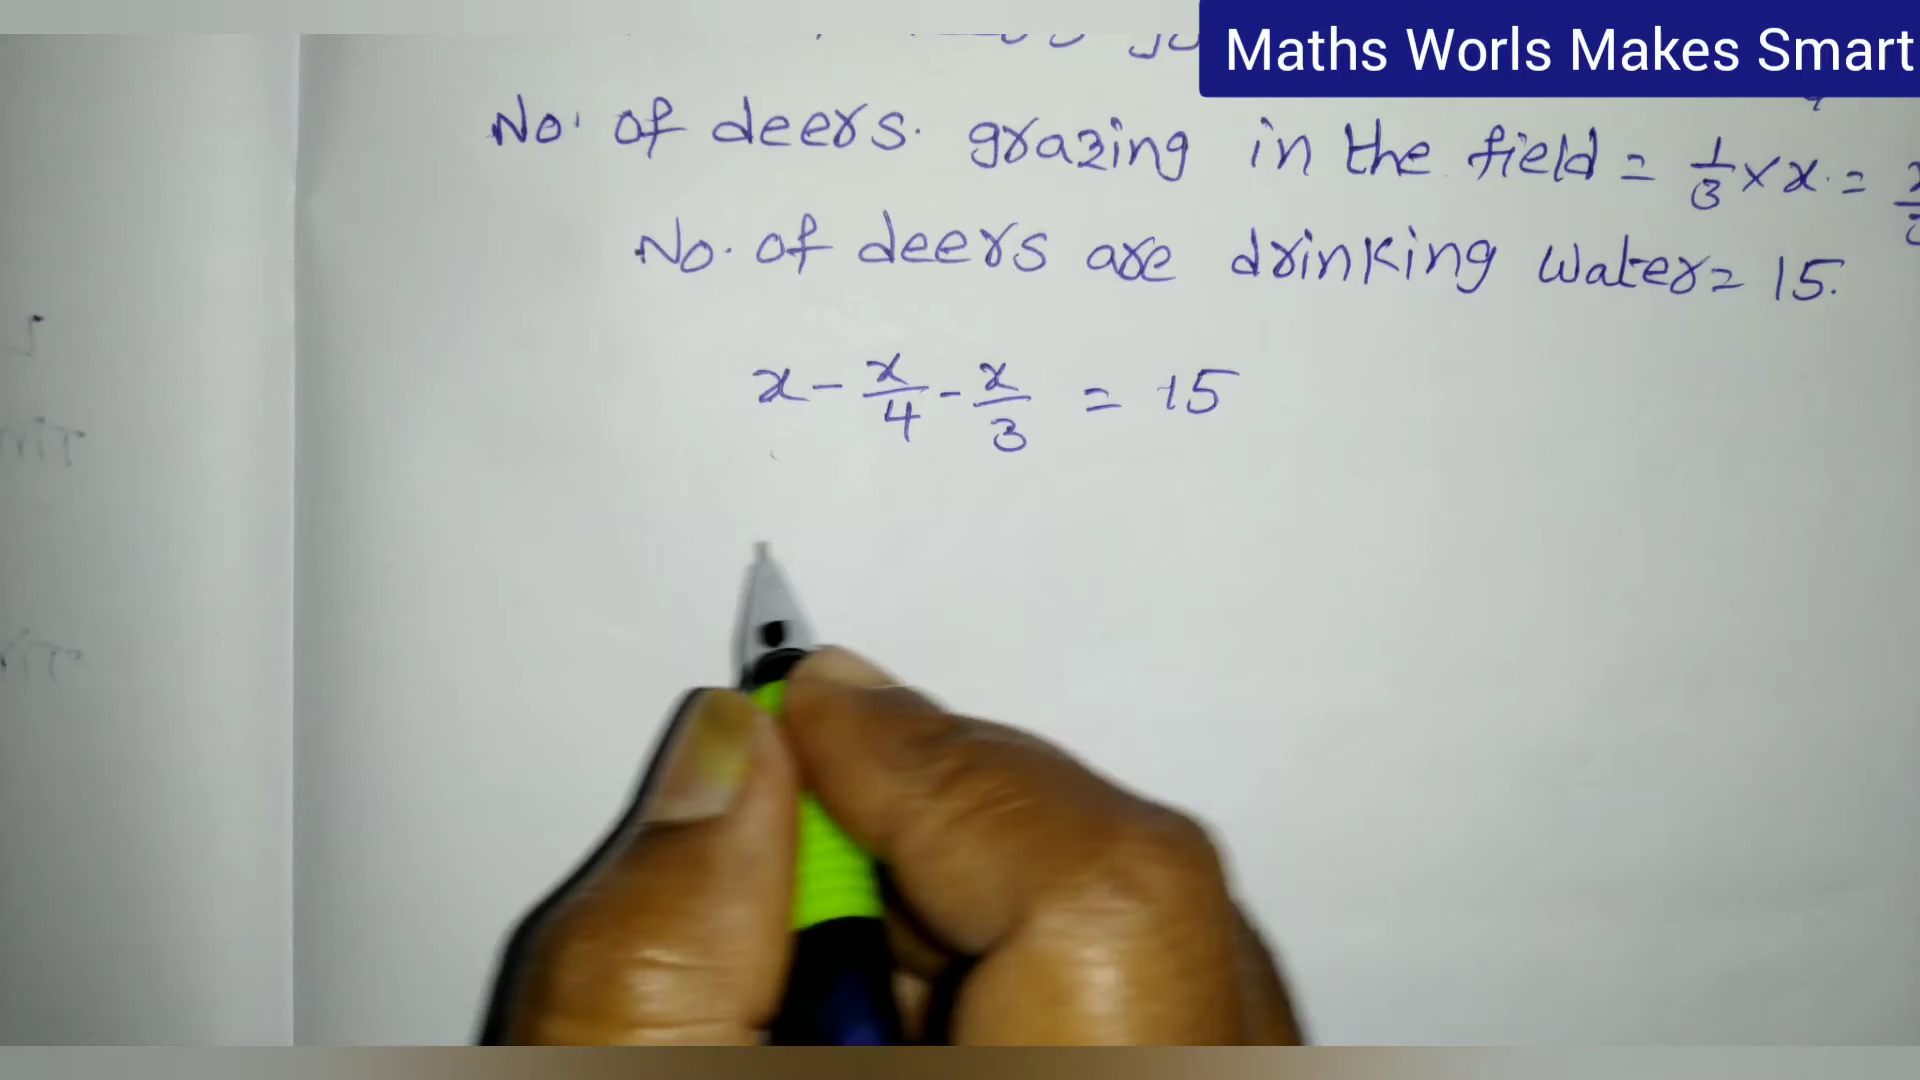 Maths Worls Makes Smart
No. of deers. grazing in the field = 1/3 × x =
No. of deers are drinking water = 15.
x - x/4 - x/3 = 15